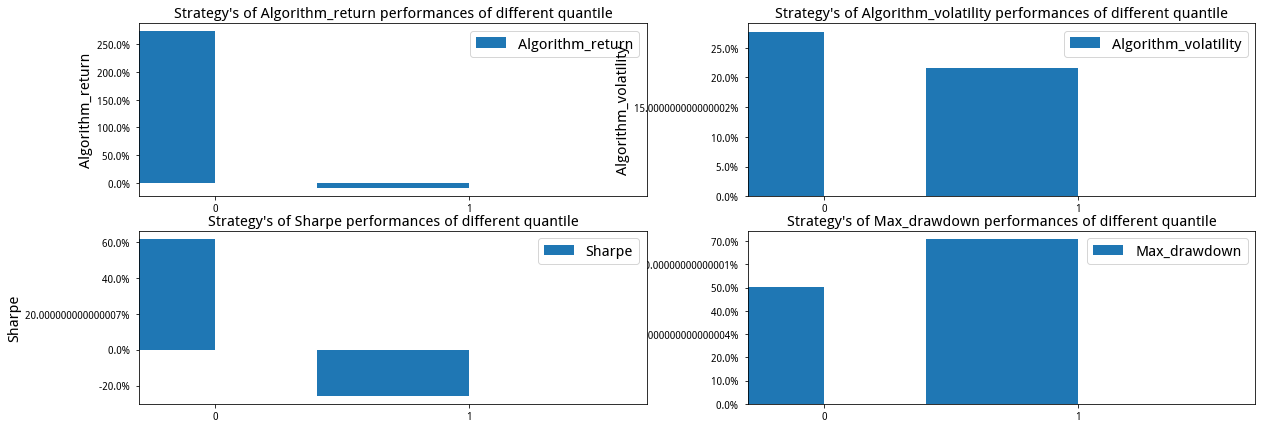 Strategy's of Algorithm_return performances of different quantile
Algorithm_return
250.0%
200.0%
150.0%
100.0%
50.0%
0.0%
0
1
Algorithm_return
Strategy's of Algorithm_volatility performances of different quantile
Algorithm_volatility
25.0%
20.0%
15.000000000000002%
10.0%
5.0%
0.0%
0
1
Algorithm_volatility
Strategy's of Sharpe performances of different quantile
Sharpe
60.0%
40.0%
20.000000000000007%
0.0%
-20.0%
0
1
Sharpe
Strategy's of Max_drawdown performances of different quantile
Max_drawdown
70.0%
50.0%
40.0%
20.0%
10.0%
0.0%
0
1